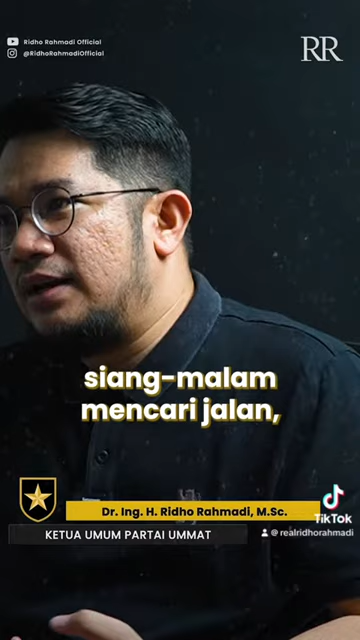 Ridho Rahmadi Official
@RidhoRahmadiOfficial
RR
siang-malam
mencari jalan,
Dr. Ing. H. Ridho Rahmadi, M.Sc.
KETUA UMUM PARTAI UMMAT
TikTok
@realridhorahmadi